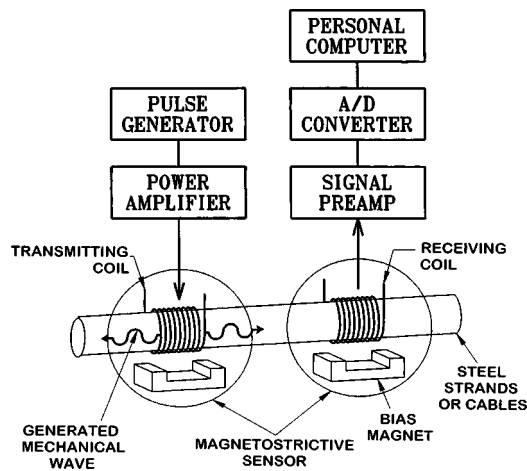 PERSONAL
COMPUTER
PULSE
GENERATOR
A/D
CONVERTER
POWER
AMPLIFIER
SIGNAL
PREAMP
TRANSMITTING
COIL
RECEIVING
COIL
GENERATED
MECHANICAL
WAVE
MAGNETOSTRICTIVE
SENSOR
BIAS
MAGNET
STEEL
STRANDS
OR CABLES